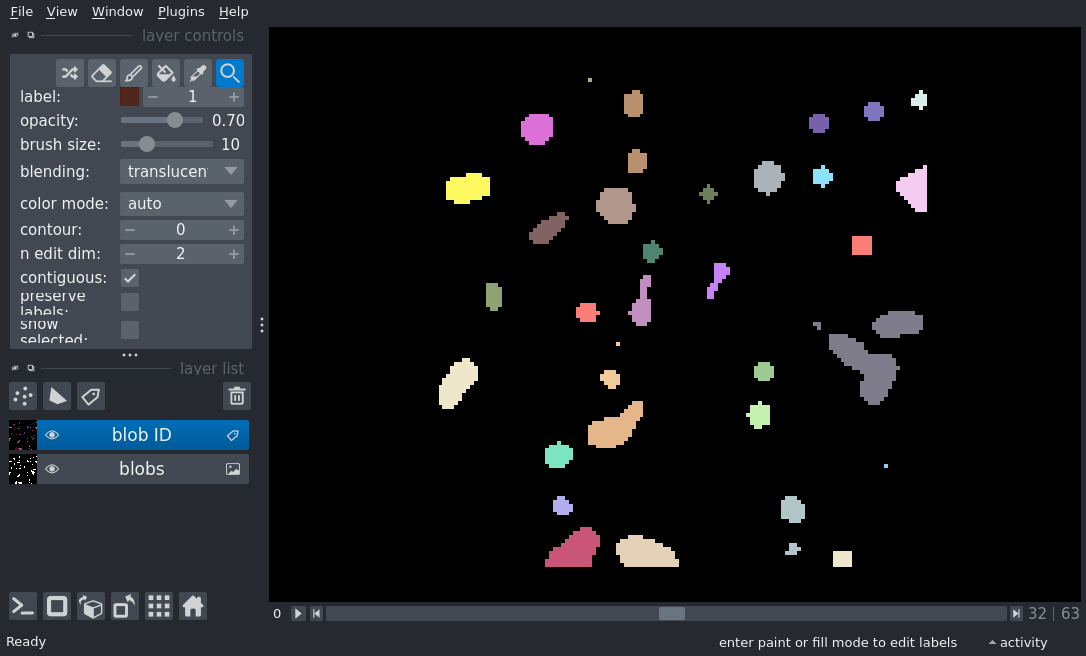 File View Window Plugins Help
layer controls
label: 1
opacity: 0.70
brush size: 10
blending: translucen
color mode: auto
contour: 0
n edit dim: 2
contiguous:
preserve labels:
show selected:
layer list
blob ID
blobs
0 32 63
Ready enter paint or fill mode to edit labels activity